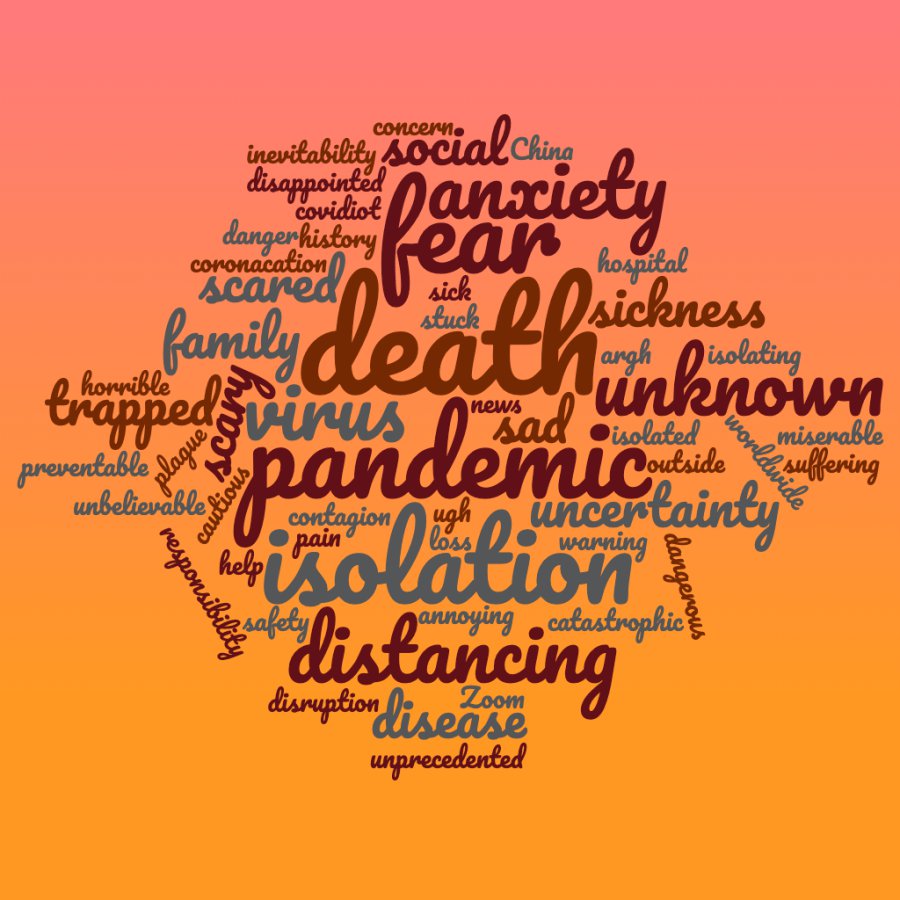 concern
social
China
inevitability
disappointed
anxiety
covidiot
fear
danger
history
coronacation
hospital
scared
sick
death
stuck
sickness
family
argh
isolating
horrible
unknown
trapped
scary
virus
news
sad
isolated
worldwide
miserable
plague
preventable
pandemic
outside
suffering
cautious
unbelievable
contagion
ugh
uncertainty
responsibility
pain
loss
warning
dangerous
help
isolation
safety
annoying
catastrophic
distancing
disruption
Zoom
disease
unprecedented